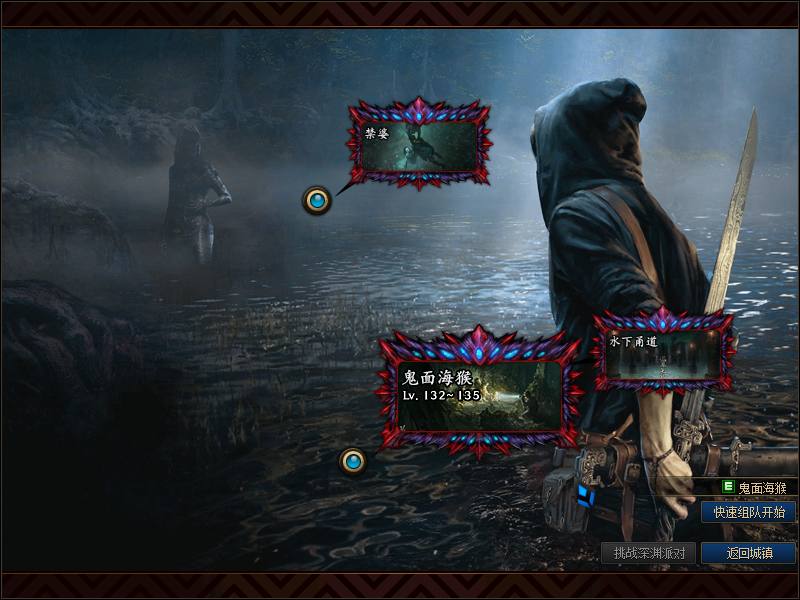 禁婆
水下甬道
鬼面海猴
Lv. 132~135
E 鬼面海猴
快速组队开始
挑战深渊派对
返回城镇